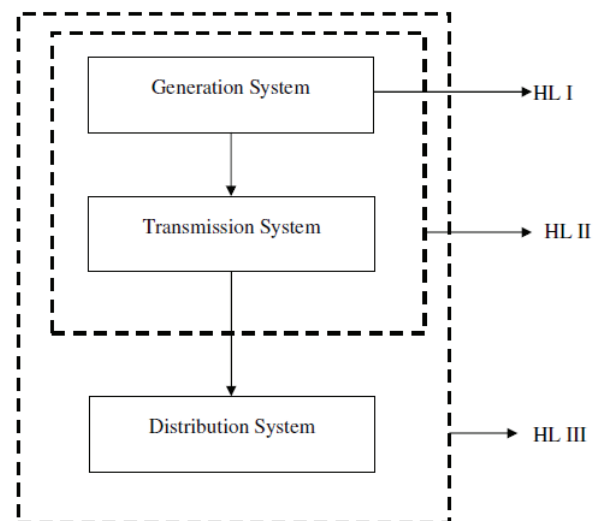 Generation System
HL I
Transmission System
HL II
Distribution System
HL III